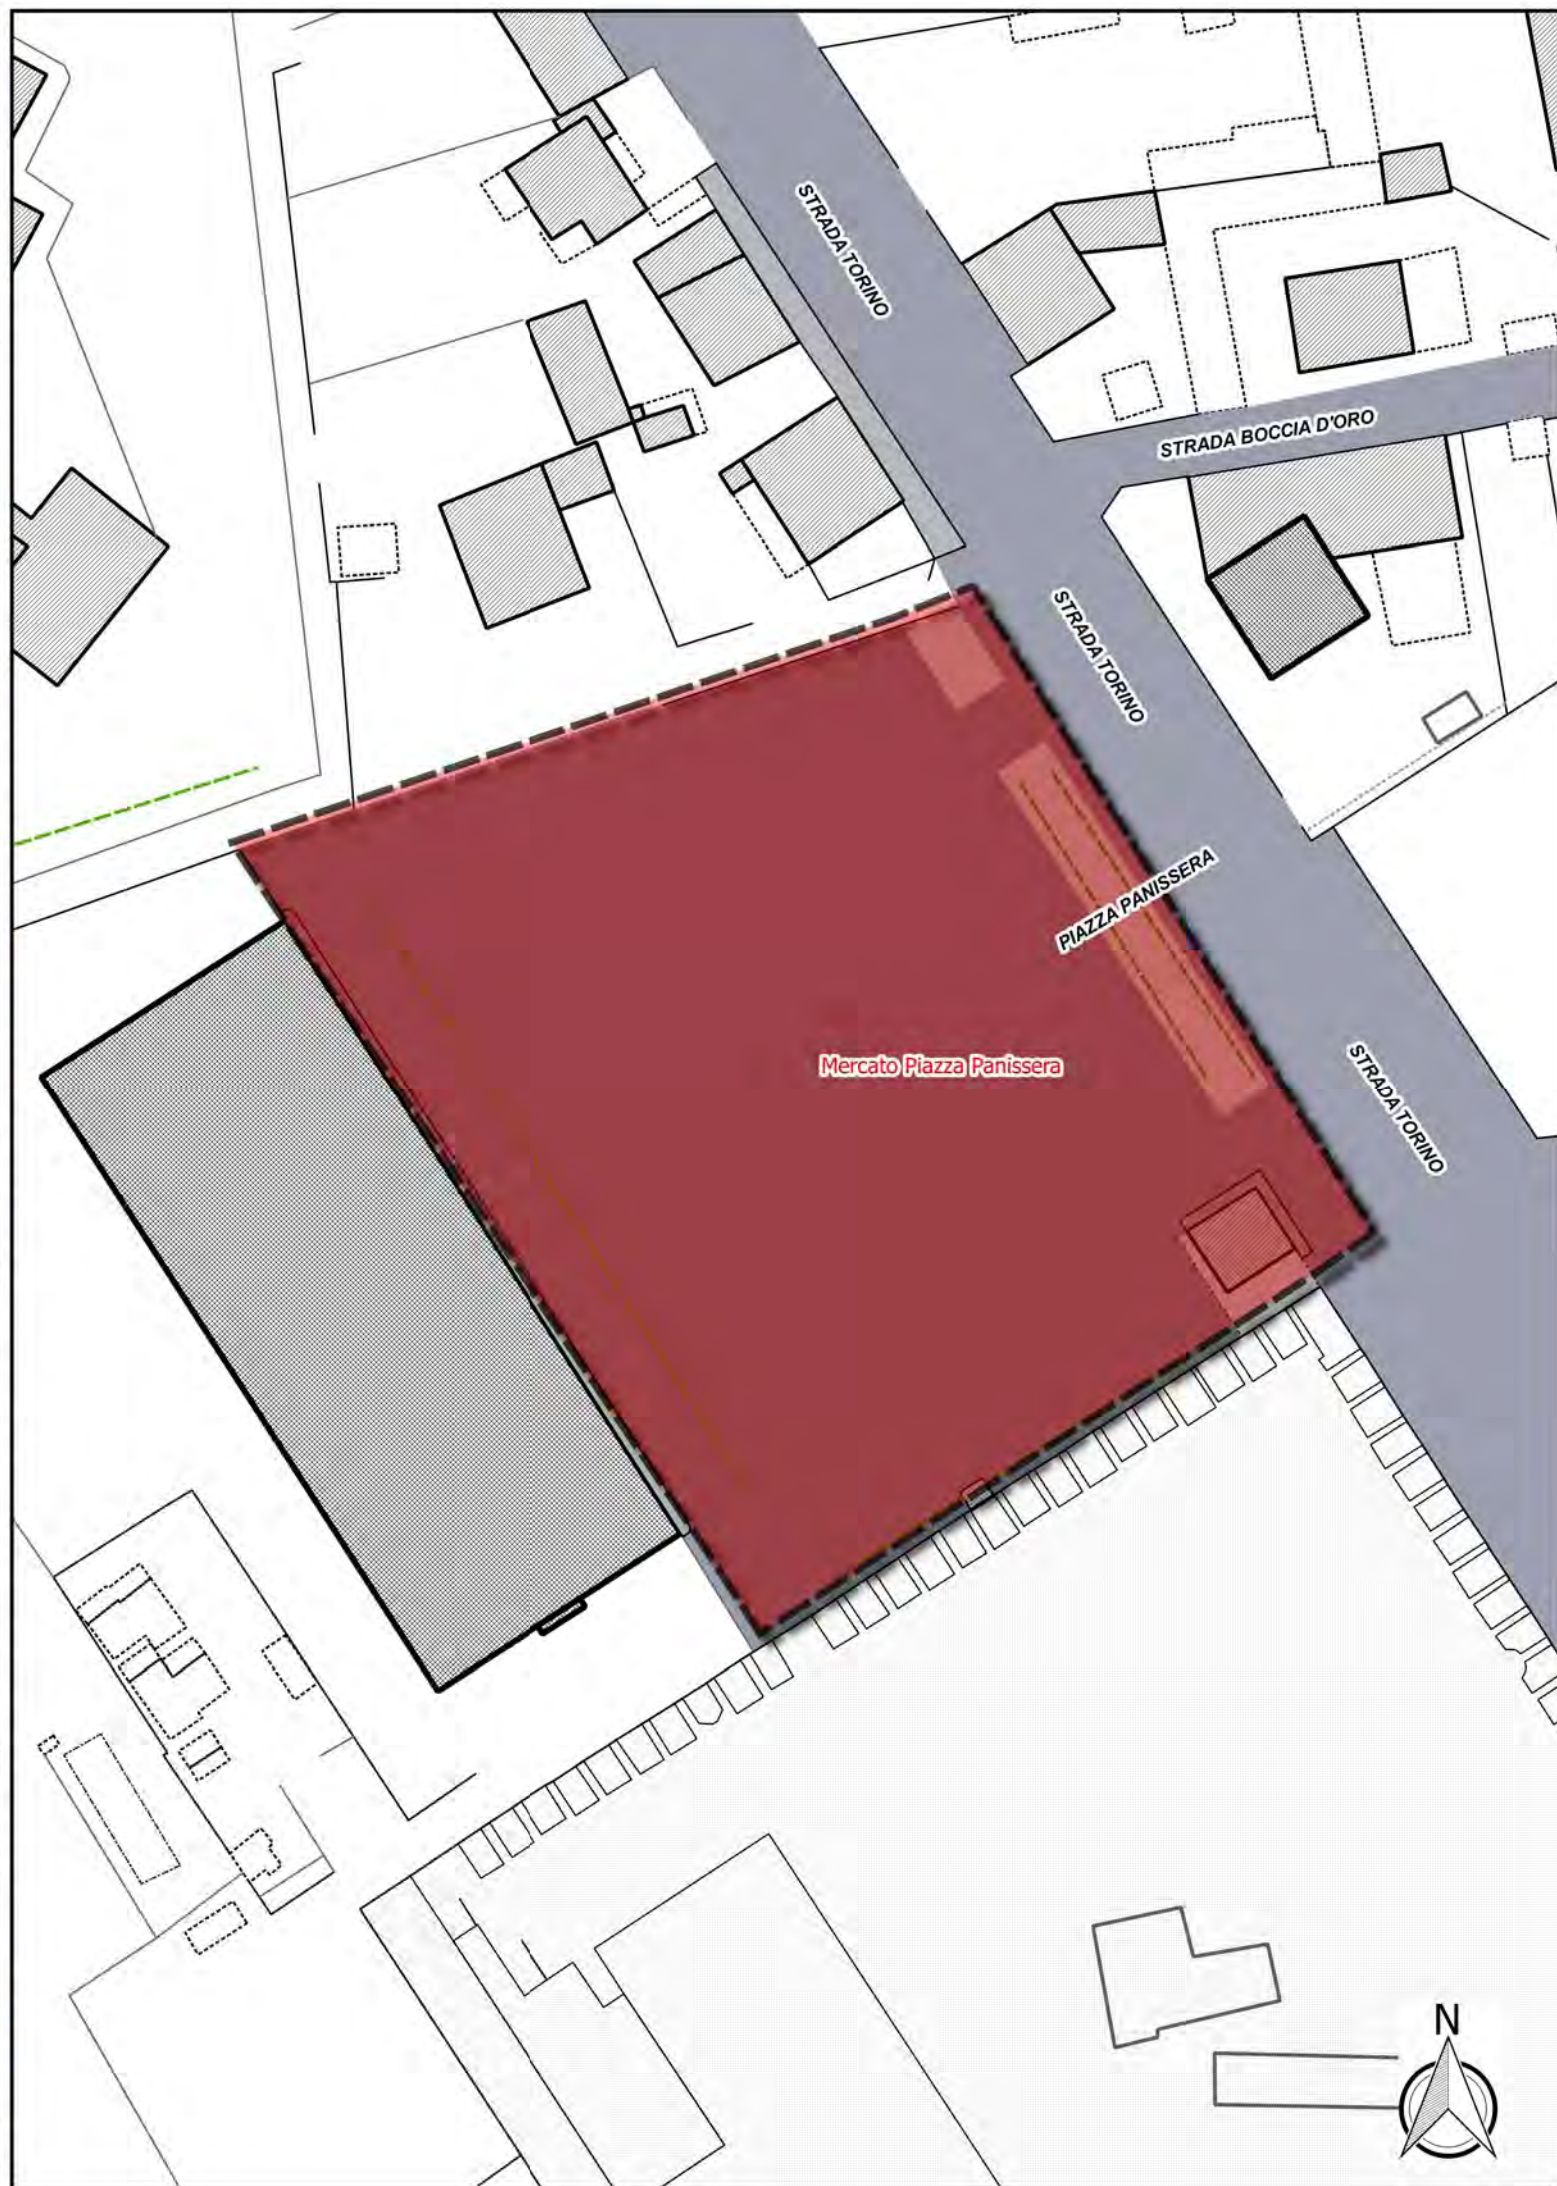 STRADA TORINO
STRADA BOCCIA D'ORO
STRADA TORINO
PIAZZA PANISSERA
Mercato Piazza Panissera
STRADA TORINO
N